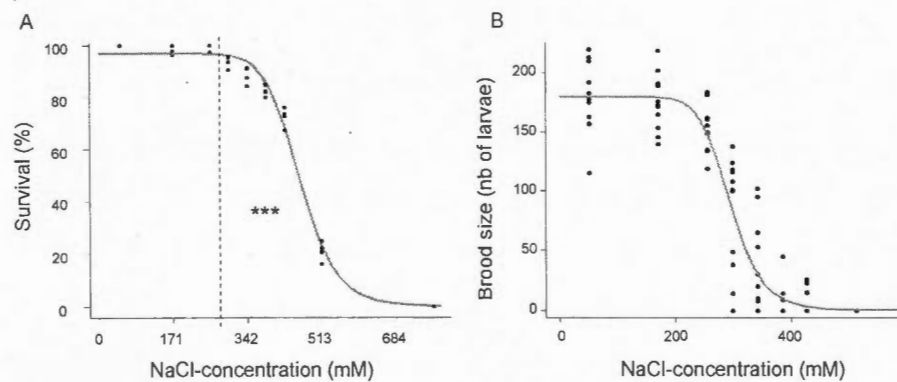 A
100
80
60
40
20
0
Survival (%)
***
0 171 342 513 684
NaCl-concentration (mM)
B
200
150
100
50
0
Brood size (nb of larvae)
0 200 400
NaCl-concentration (mM)